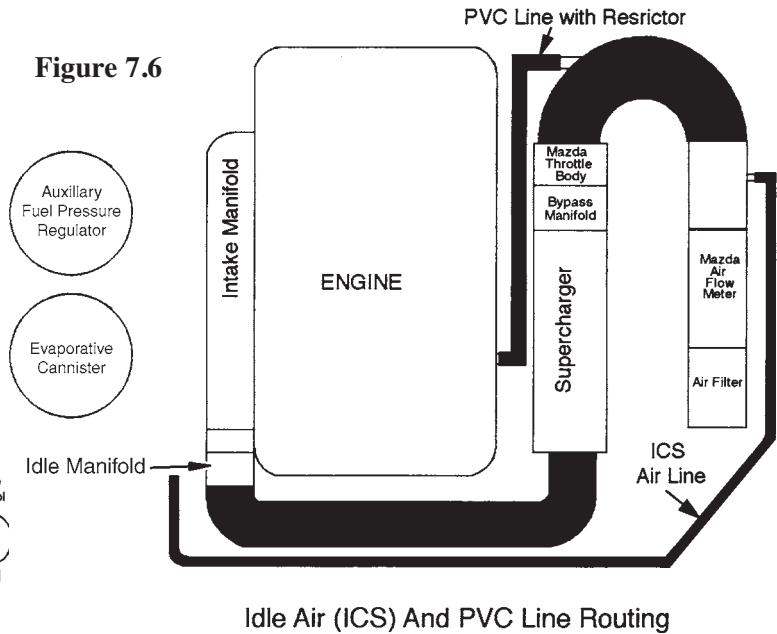 PVC Line with Resrictor
Figure 7.6
Mazda
Throttle
Body
Bypass
Manifold
Auxillary
Fuel Pressure
Regulator
Intake Manifold
ENGINE
Supercharger
Mazda
Air
Flow
Meter
Evaporative
Cannister
Air Filter
Idle Manifold
ICS
Air Line
Idle Air (ICS) And PVC Line Routing